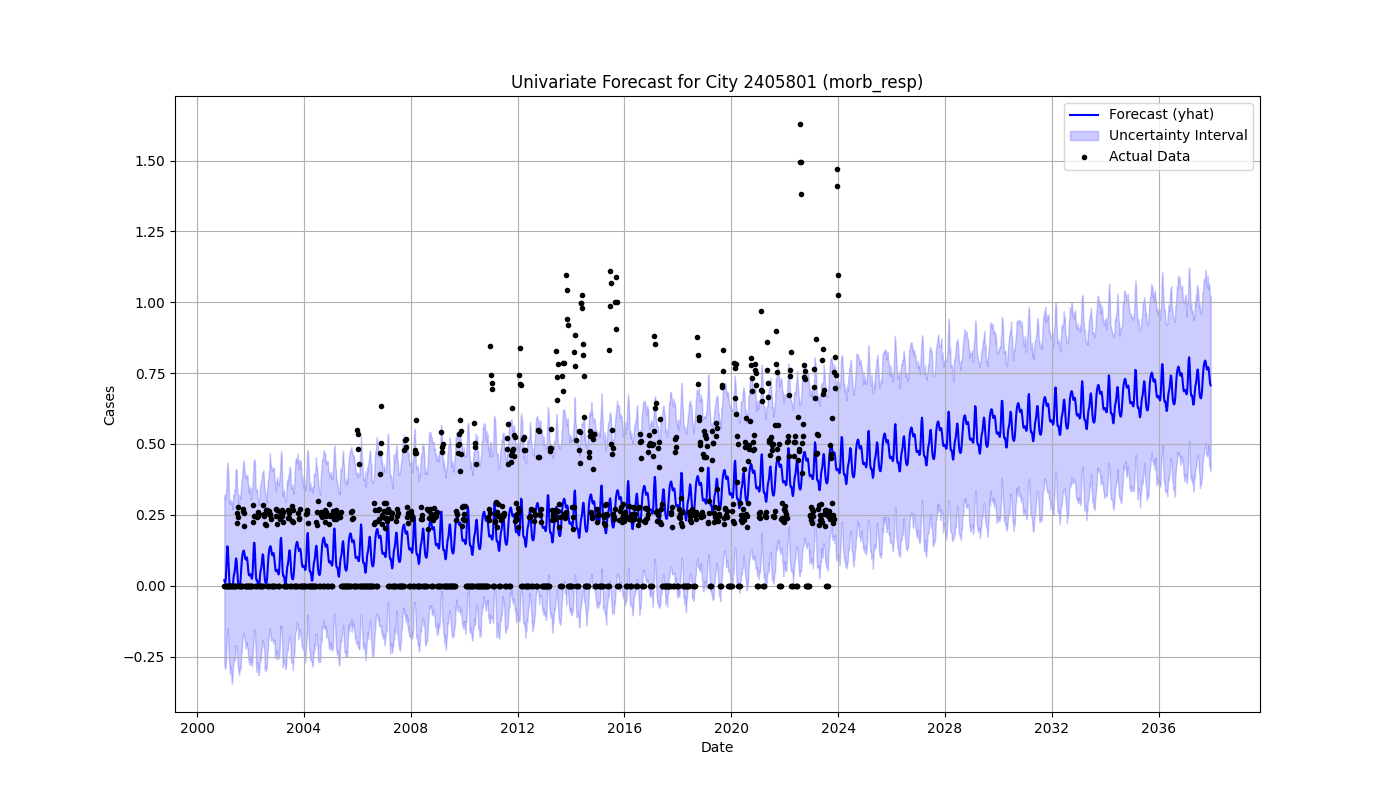 Univariate Forecast for City 2405801 (morb_resp)
Forecast (yhat)
Uncertainty Interval
Actual Data
1.50
1.25
1.00
0.75
0.50
0.25
0.00
−0.25
Cases
2000 2004 2008 2012 2016 2020 2024 2028 2032 2036
Date